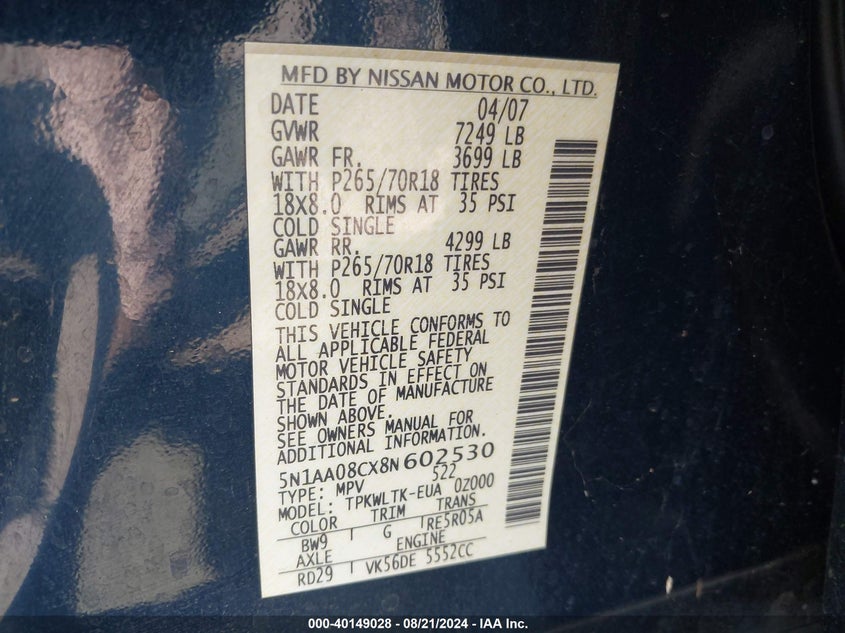 MFD BY NISSAN MOTOR CO., LTD.
DATE 04/07
GVWR 7249 LB
GAWR FR. 3699 LB
WITH P265/70R18 TIRES
18X8.0 RIMS AT 35 PSI
COLD SINGLE
GAWR RR. 4299 LB
WITH P265/70R18 TIRES
18X8.0 RIMS AT 35 PSI
COLD SINGLE
THIS VEHICLE CONFORMS TO
ALL APPLICABLE FEDERAL
MOTOR VEHICLE SAFETY
STANDARDS IN EFFECT ON
THE DATE OF MANUFACTURE
SHOWN ABOVE.
SEE OWNERS MANUAL FOR
ADDITIONAL INFORMATION.
5N1AA08CX8N602530
TYPE: MPV 522
MODEL: TPKWLTK-EUA 0Z000
COLOR TRIM TRANS
BW9 G RE5R05A
AXLE ENGINE
RD29 VK56DE 5552CC
000-40149028 - 08/21/2024 - IAA Inc.